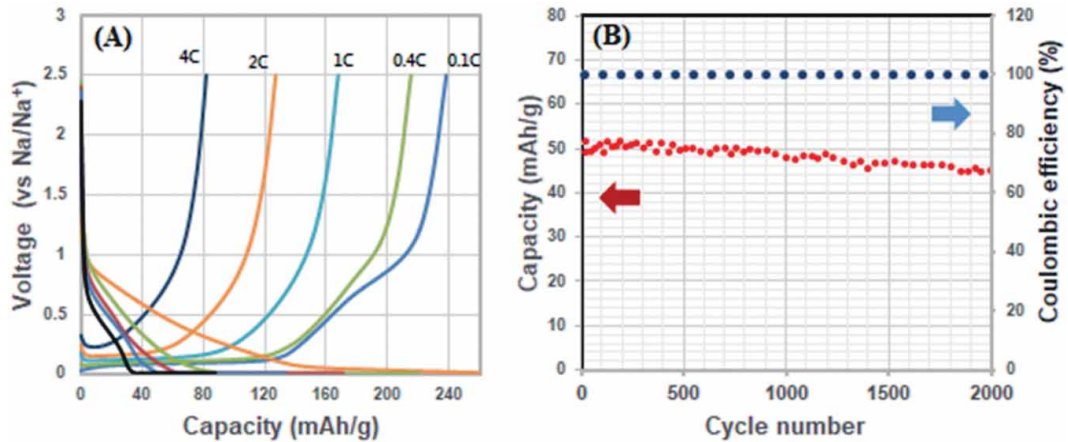 (A)
4C 2C 1C 0.4C 0.1C
3
2.5
2
1.5
1
0.5
0
Voltage (vs Na/Na⁺)
0 40 80 120 160 200 240
Capacity (mAh/g)
(B)
80
70
60
50
40
30
20
10
0
Capacity (mAh/g)
120
100
80
60
40
20
0
Coulombic efficiency (%)
0 500 1000 1500 2000
Cycle number